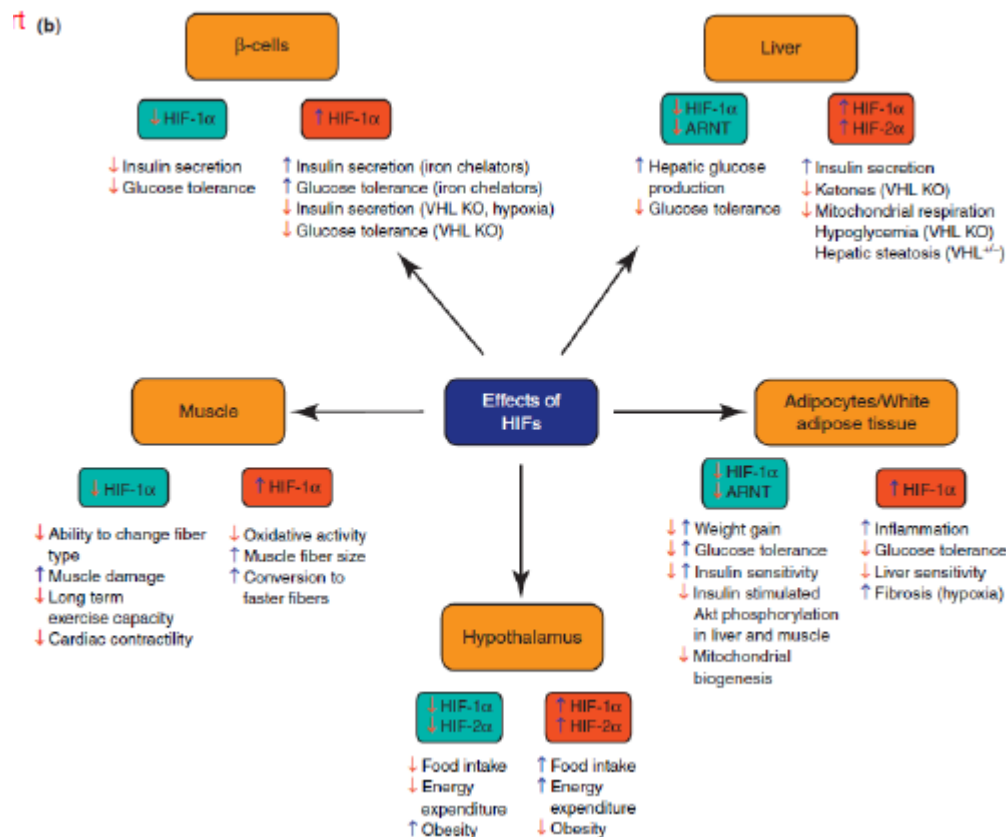 rt (b)
β-cells
↓ HIF-1α
↑ HIF-1α
↓ Insulin secretion
↓ Glucose tolerance
↑ Insulin secretion (iron chelators)
↑ Glucose tolerance (iron chelators)
↓ Insulin secretion (VHL KO, hypoxia)
↓ Glucose tolerance (VHL KO)
Liver
↓ HIF-1α
↓ ARNT
↑ HIF-1α
↑ HIF-2α
↑ Hepatic glucose
production
↓ Glucose tolerance
↑ Insulin secretion
↓ Ketones (VHL KO)
↓ Mitochondrial respiration
Hypoglycemia (VHL KO)
Hepatic steatosis (VHL+/−)
Muscle
Effects of
HIFs
Adipocytes/White
adipose tissue
↓ HIF-1α
↑ HIF-1α
↓ Ability to change fiber
type
↑ Muscle damage
↓ Long term
exercise capacity
↓ Cardiac contractility
↓ Oxidative activity
↑ Muscle fiber size
↑ Conversion to
faster fibers
↓ HIF-1α
↓ ARNT
↑ HIF-1α
↓↑ Weight gain
↓↑ Glucose tolerance
↓↑ Insulin sensitivity
↓ Insulin stimulated
Akt phosphorylation
in liver and muscle
↓ Mitochondrial
biogenesis
↑ Inflammation
↓ Glucose tolerance
↓ Liver sensitivity
↑ Fibrosis (hypoxia)
Hypothalamus
↓ HIF-1α
↓ HIF-2α
↑ HIF-1α
↑ HIF-2α
↓ Food intake
↓ Energy
expenditure
↑ Obesity
↑ Food intake
↑ Energy
expenditure
↓ Obesity